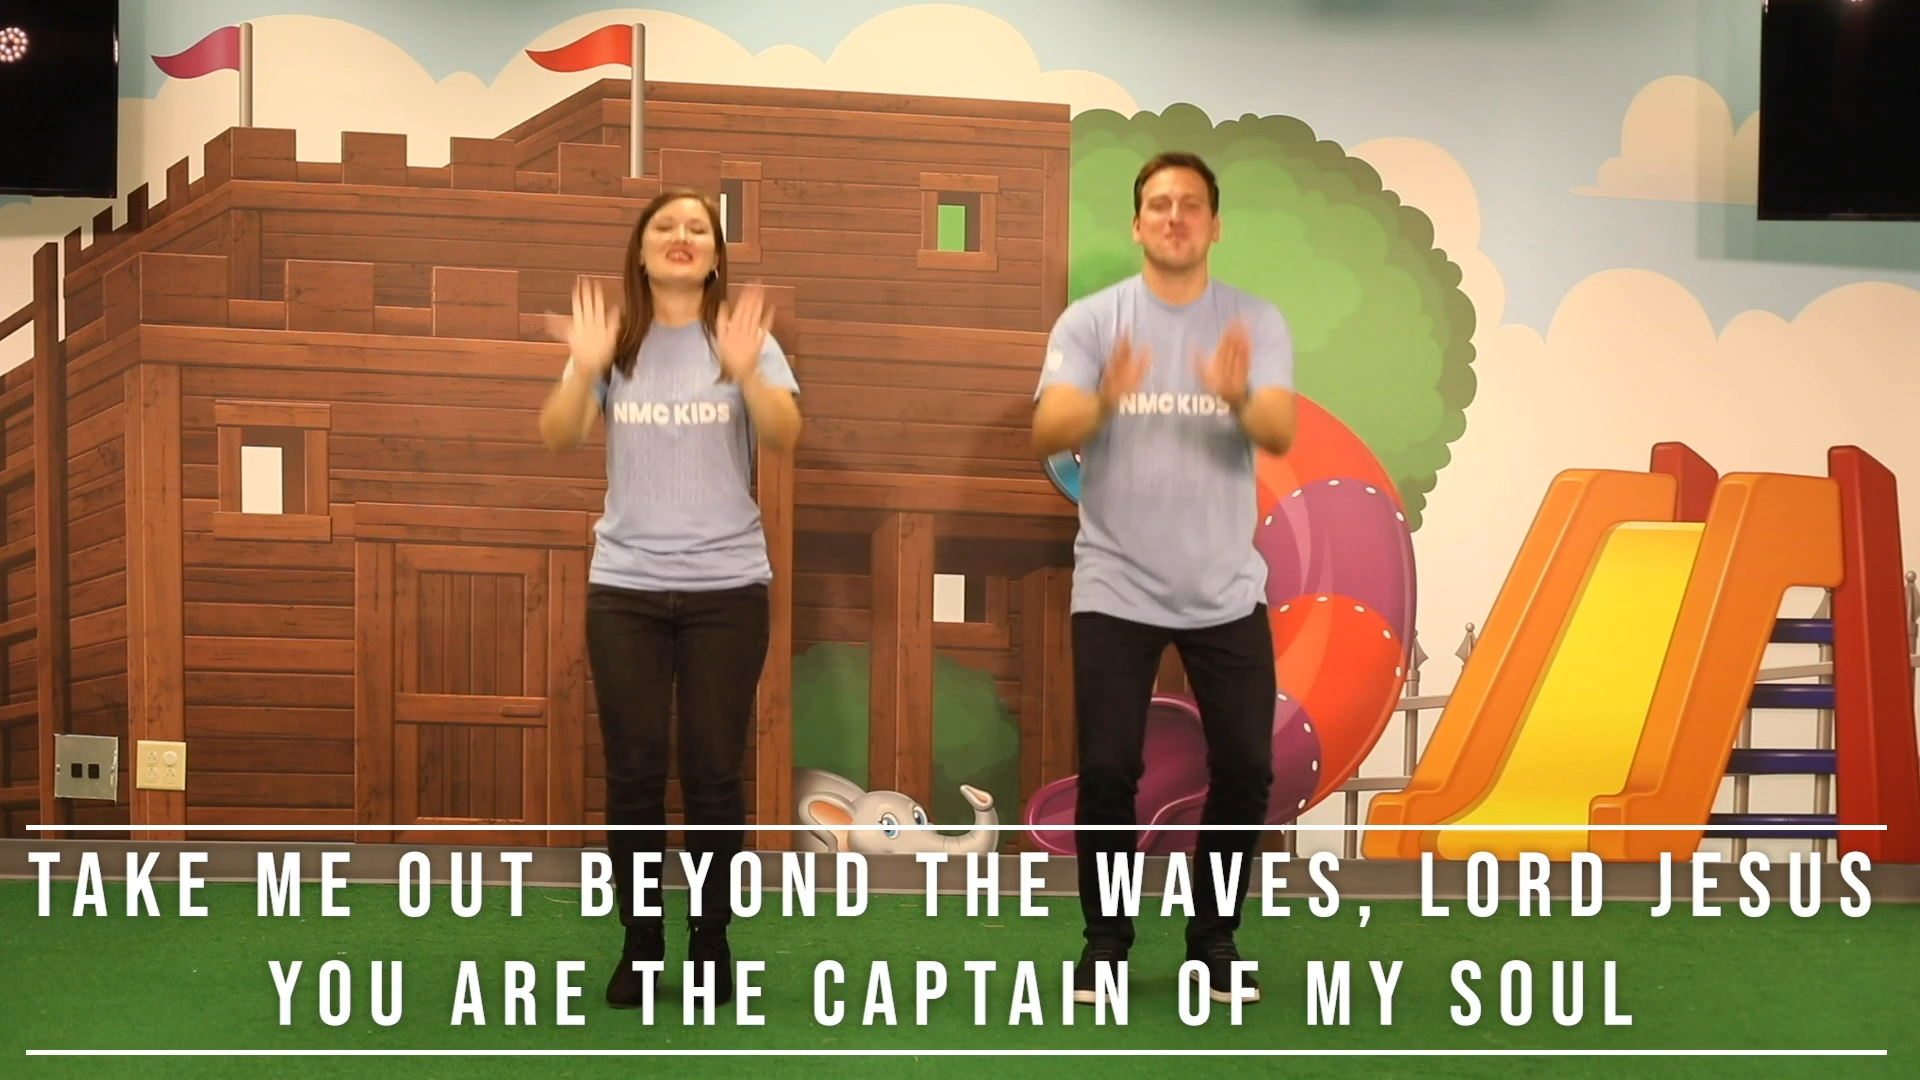 NMC KIDS
NMC KIDS
TAKE ME OUT BEYOND THE WAVES, LORD JESUS
YOU ARE THE CAPTAIN OF MY SOUL